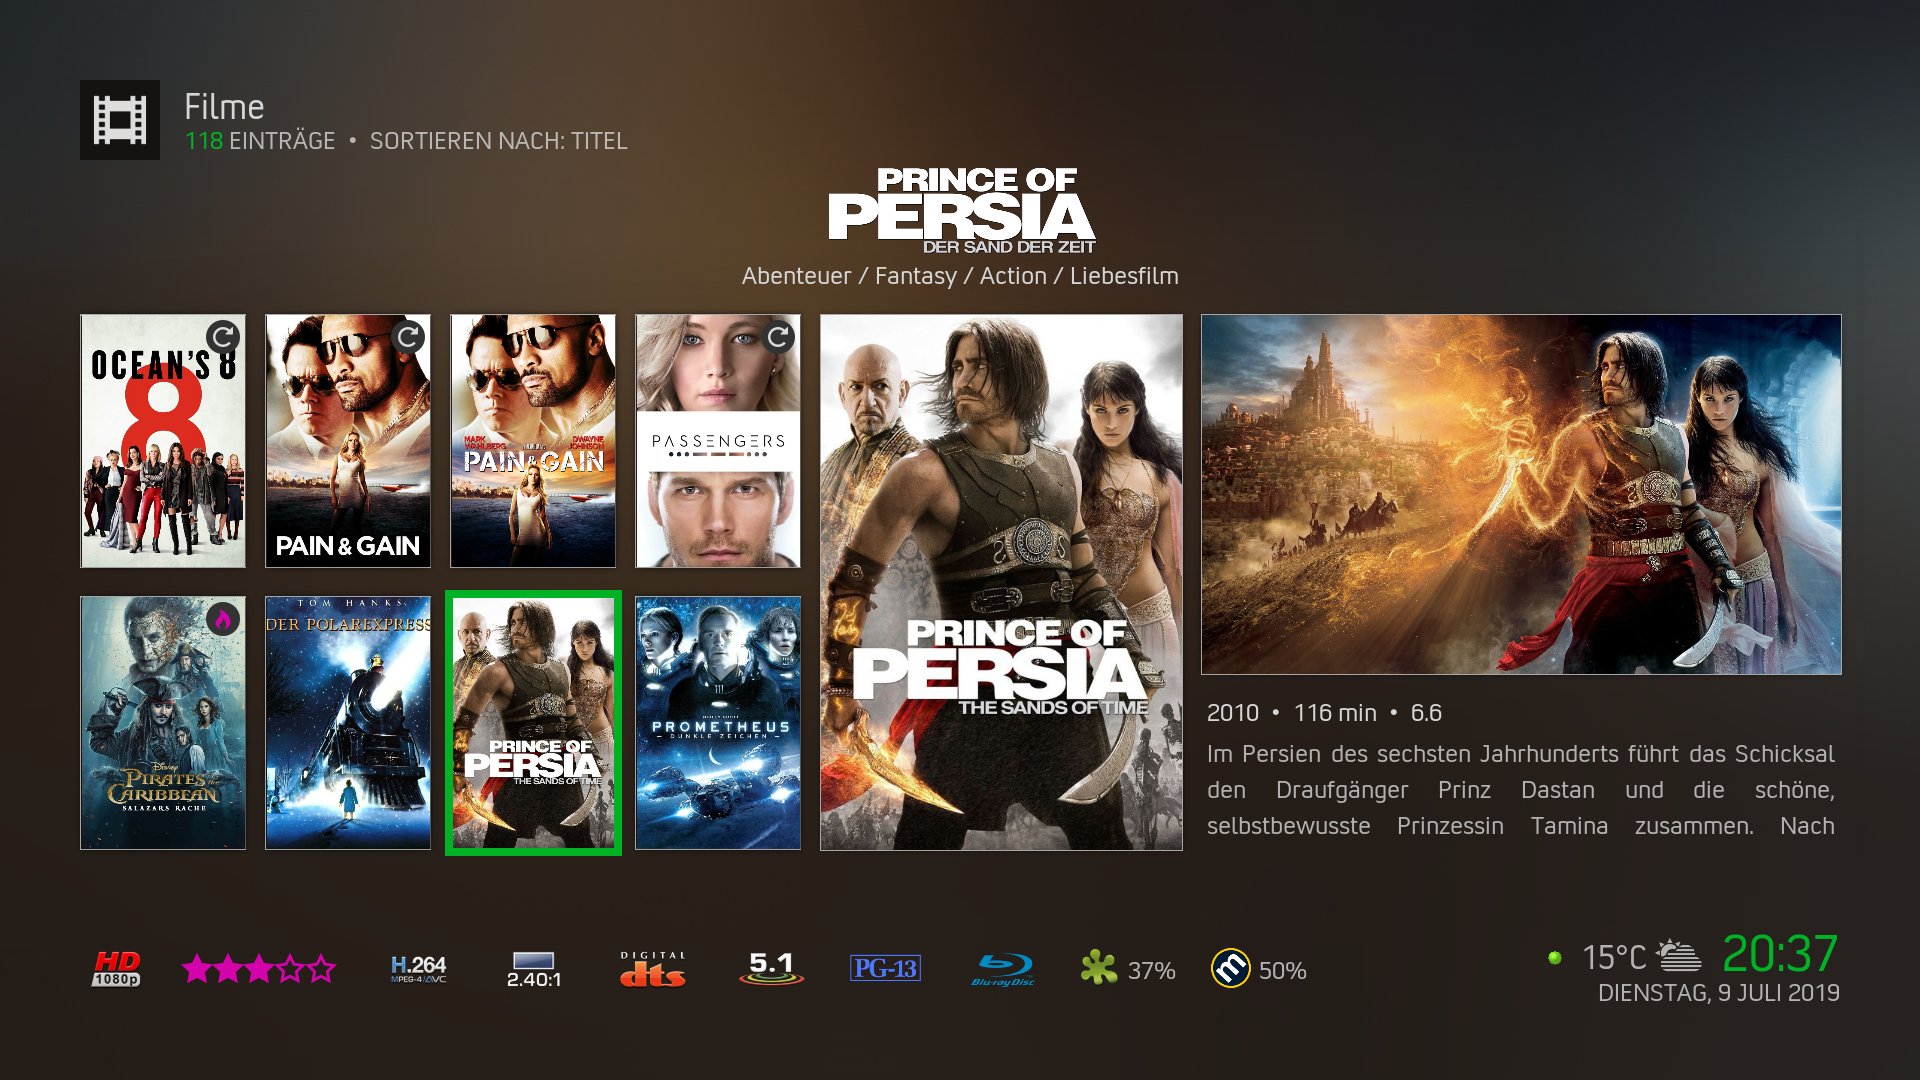 Filme
118 EINTRÄGE • SORTIEREN NACH: TITEL
PRINCE OF
PERSIA
DER SAND DER ZEIT
Abenteuer / Fantasy / Action / Liebesfilm
OCEAN'S 8
8
PAIN & GAIN
MARK WAHLBERG
DWAYNE JOHNSON
PAIN & GAIN
PASSENGERS
Disney
PIRATES of the
CARIBBEAN
SALAZARS RACHE
TOM HANKS
DER POLAREXPRESS
PRINCE OF
PERSIA
THE SANDS OF TIME
PROMETHEUS
– DUNKLE ZEICHEN –
PRINCE OF
PERSIA
THE SANDS OF TIME
2010 • 116 min • 6.6
Im Persien des sechsten Jahrhunderts führt das Schicksal
den Draufgänger Prinz Dastan und die schöne,
selbstbewusste Prinzessin Tamina zusammen. Nach
HD
1080p
H.264
MPEG-4/AVC
2.40:1
DIGITAL
dts
5.1
PG-13
Blu-ray Disc
37%
m
50%
15°C
20:37
DIENSTAG, 9 JULI 2019